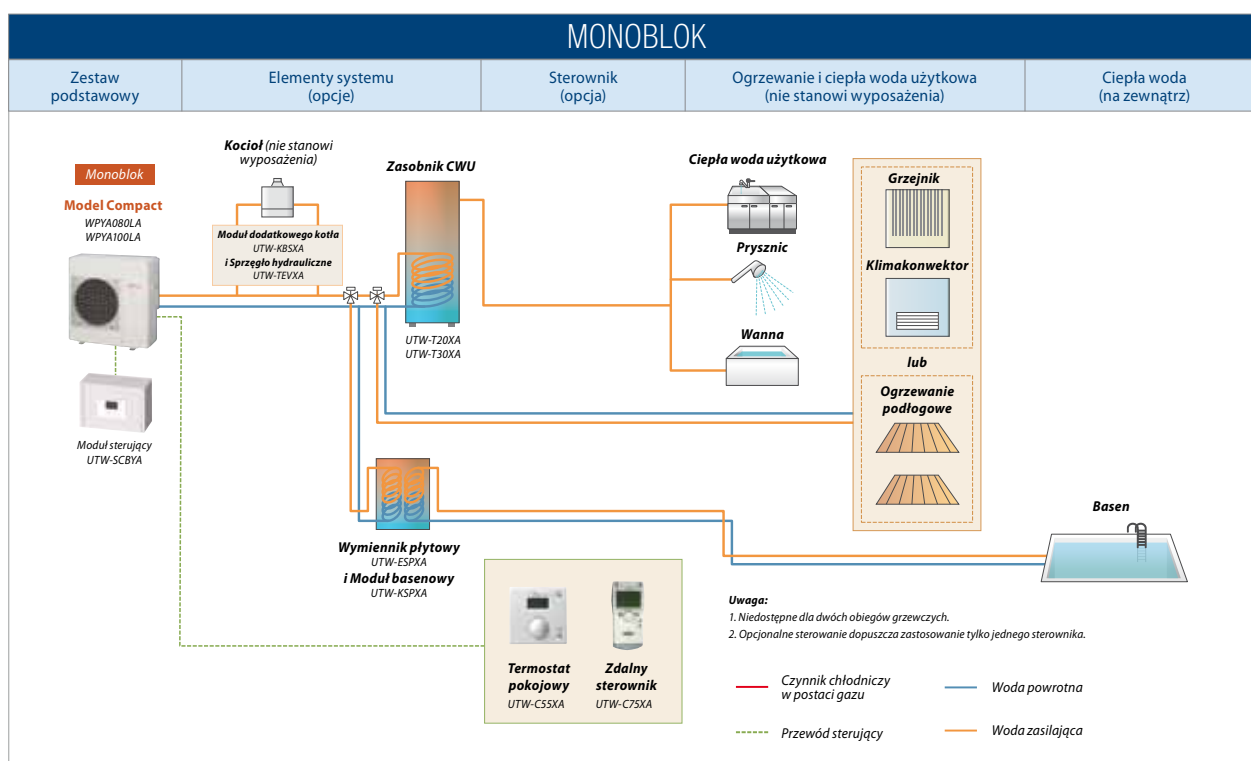 MONOBLOK
Zestaw
podstawowy
Elementy systemu
(opcje)
Sterownik
(opcja)
Ogrzewanie i ciepła woda użytkowa
(nie stanowi wyposażenia)
Ciepła woda
(na zewnątrz)
Monoblok
Model Compact
WPYA080LA
WPYA100LA
Moduł sterujący
UTW-SCBYA
Kocioł (nie stanowi
wyposażenia)
Moduł dodatkowego kotła
UTW-KBSXA
i Sprzęgło hydrauliczne
UTW-TEVXA
Zasobnik CWU
UTW-T20XA
UTW-T30XA
Wymiennik płytowy
UTW-ESPXA
i Moduł basenowy
UTW-KSPXA
Termostat
pokojowy
UTW-C55XA
Zdalny
sterownik
UTW-C75XA
Ciepła woda użytkowa
Prysznic
Wanna
Grzejnik
Klimakonwektor
lub
Ogrzewanie
podłogowe
Basen
Uwaga:
1. Niedostępne dla dwóch obiegów grzewczych.
2. Opcjonalne sterowanie dopuszcza zastosowanie tylko jednego sterownika.
Czynnik chłodniczy
w postaci gazu
Woda powrotna
Przewód sterujący
Woda zasilająca